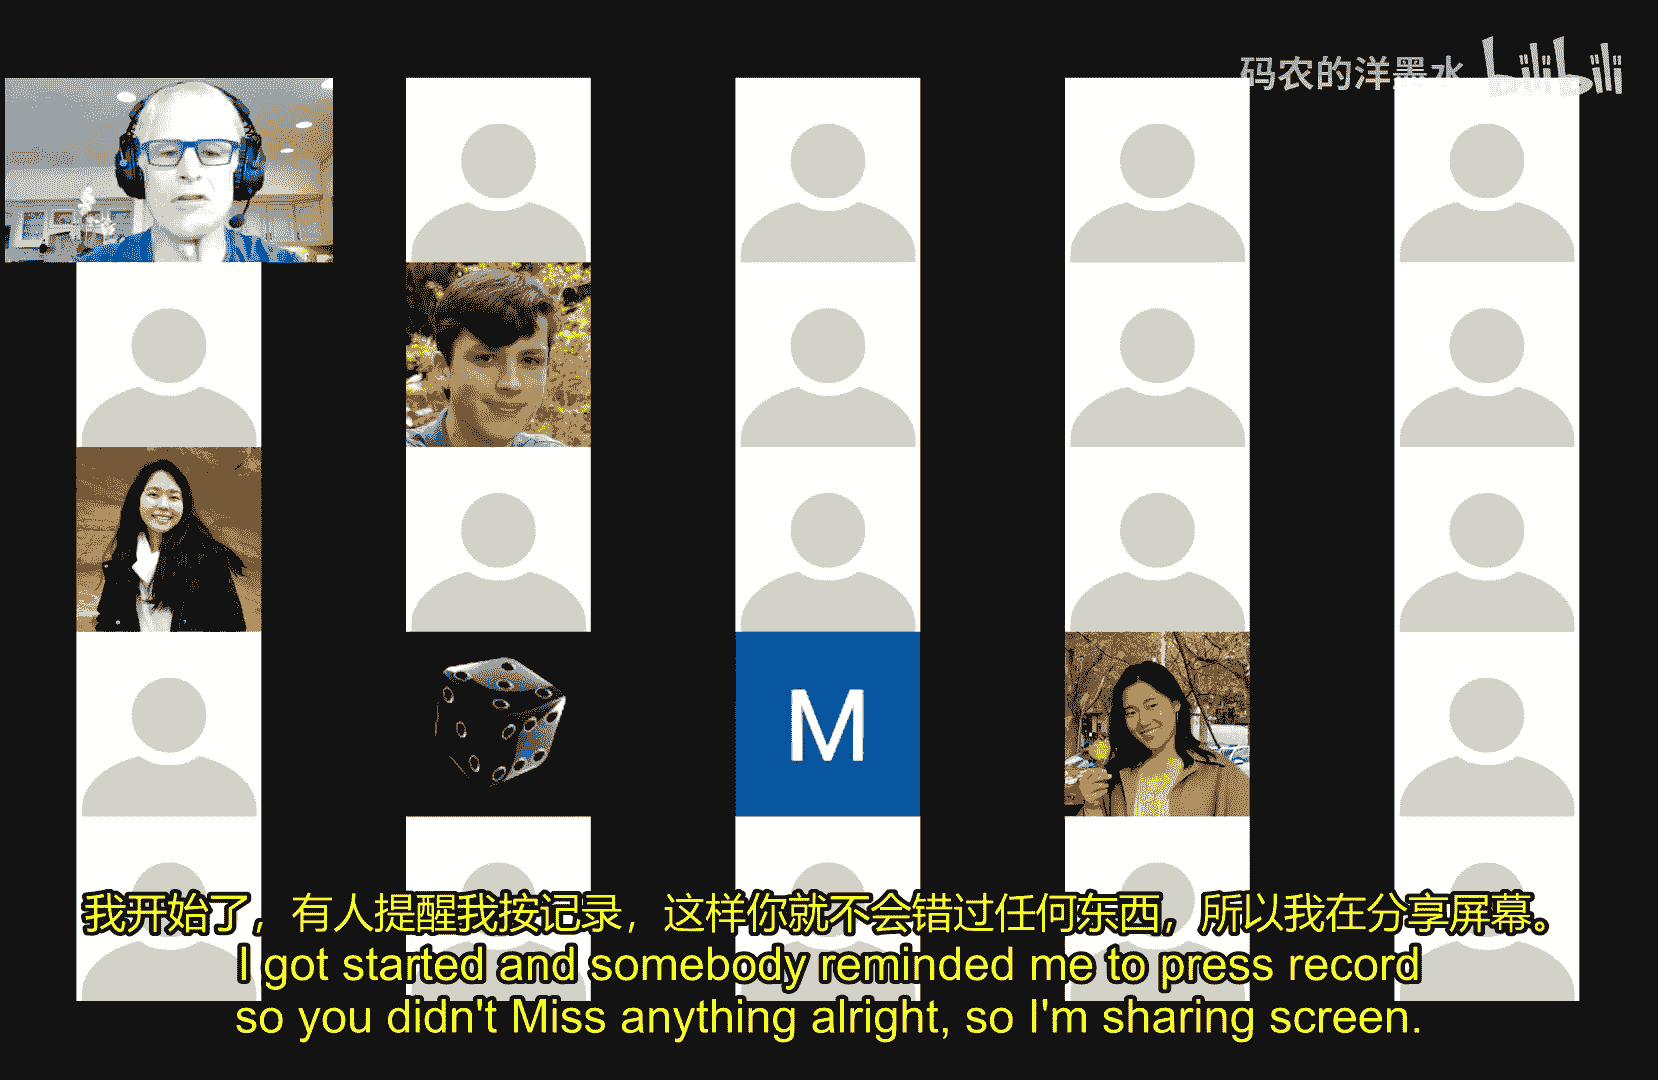 码农的洋墨水 bilibili
M
我开始了，有人提醒我按记录，这样你就不会错过任何东西，所以我在分享屏幕。
I got started and somebody reminded me to press record
so you didn't Miss anything alright, so I'm sharing screen.